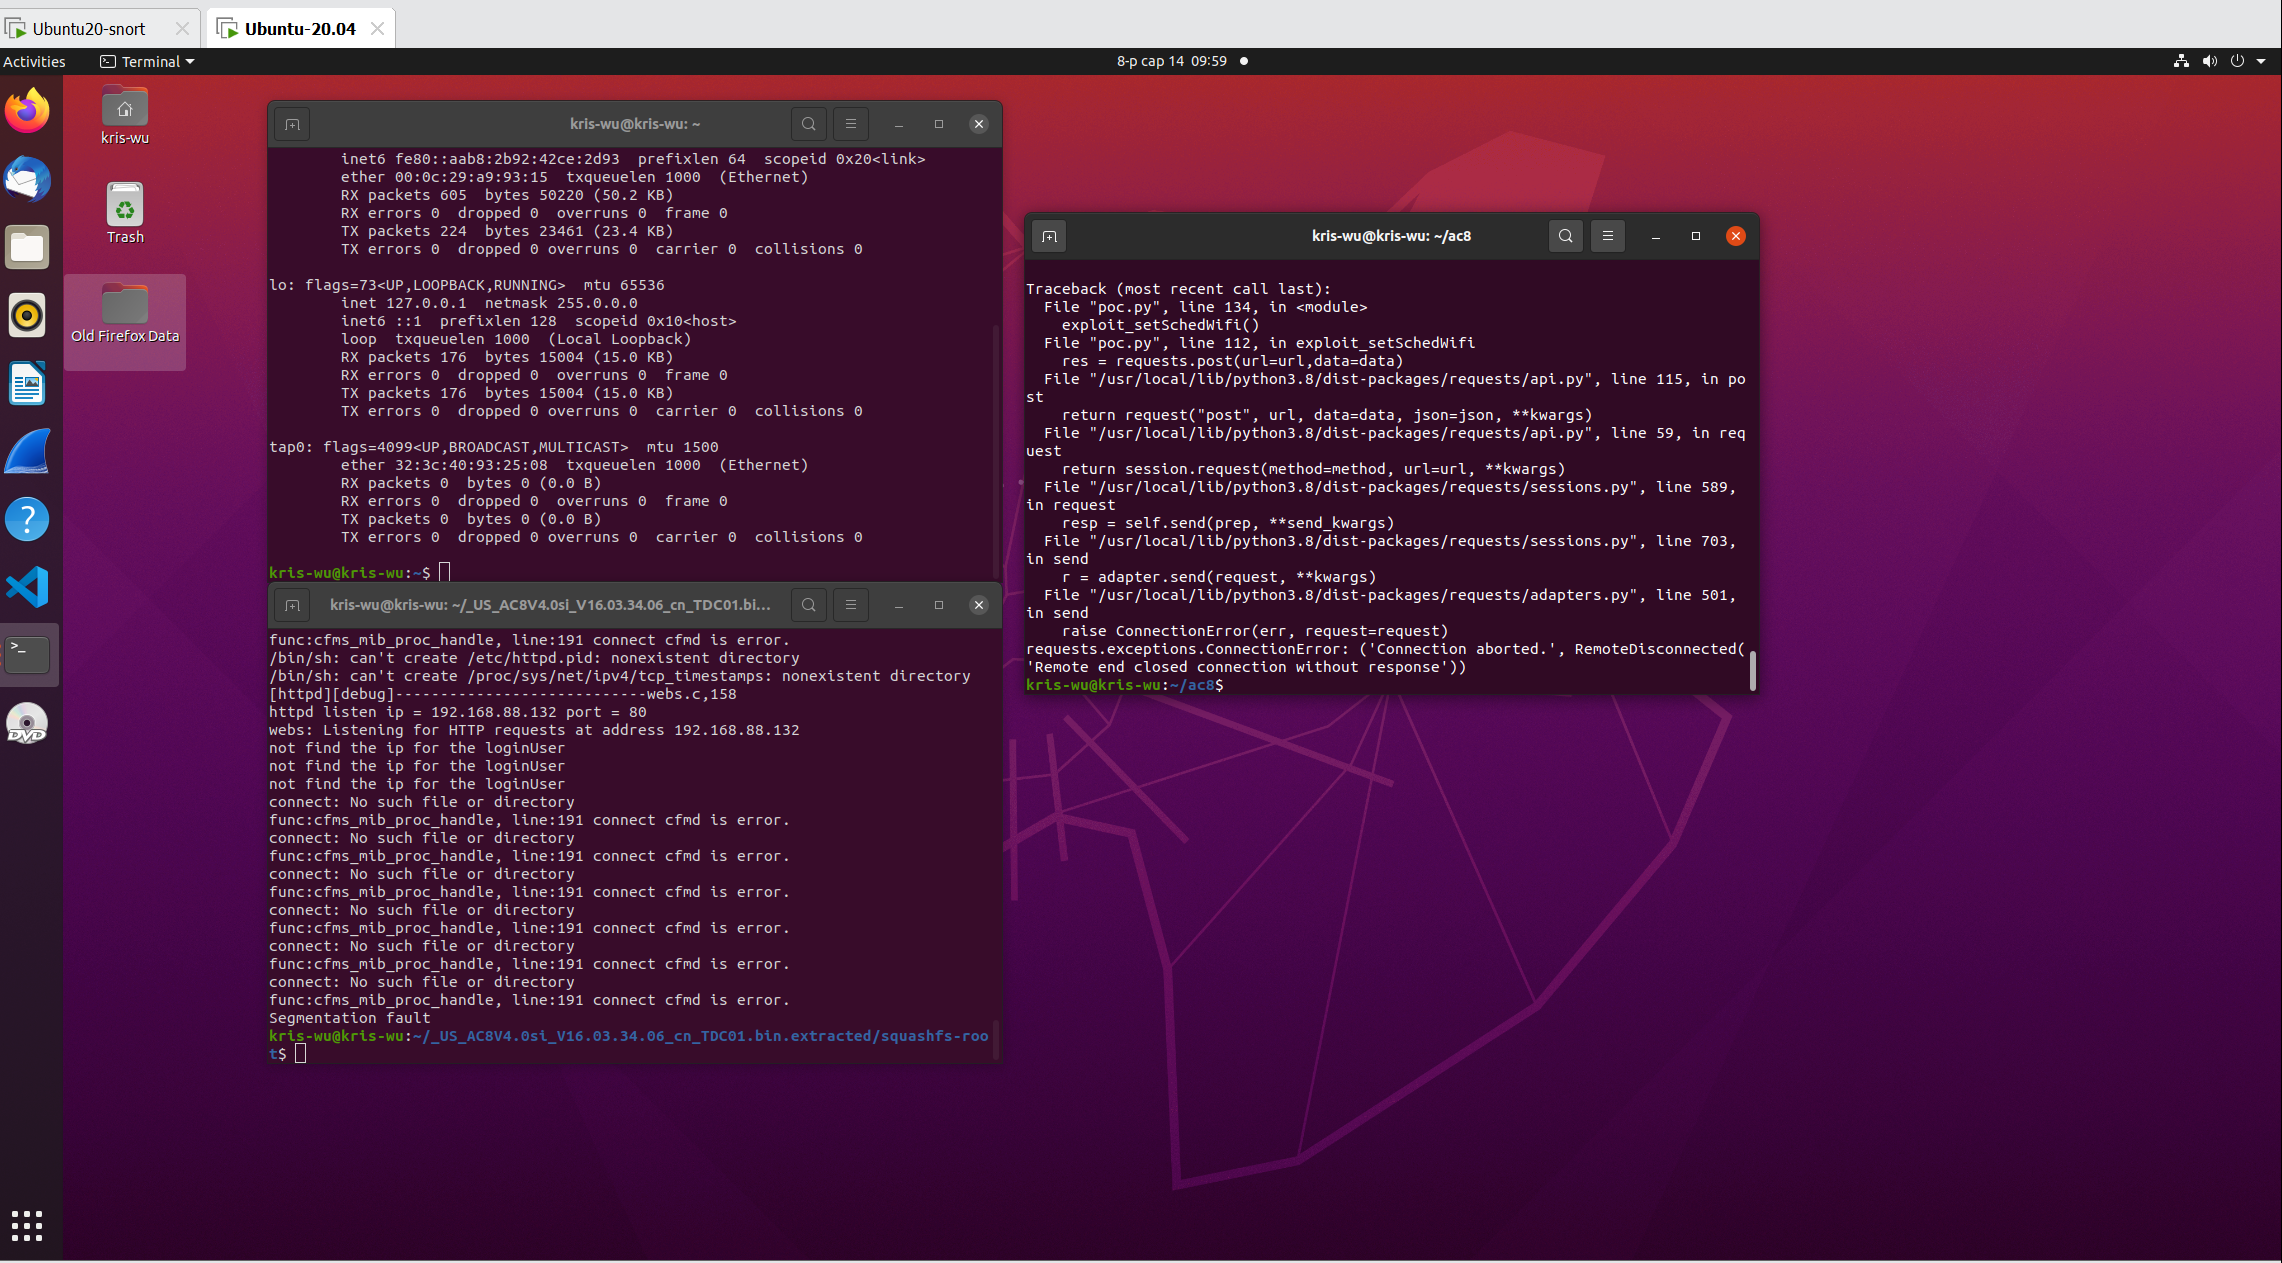 Ubuntu20-snort
Ubuntu-20.04
Activities
Terminal
8-р сар 14 09:59
kris-wu
Trash
Old Firefox Data
kris-wu@kris-wu: ~
inet6 fe80::aab8:2b92:42ce:2d93  prefixlen 64  scopeid 0x20<link>
ether 00:0c:29:a9:93:15  txqueuelen 1000  (Ethernet)
RX packets 605  bytes 50220 (50.2 KB)
RX errors 0  dropped 0  overruns 0  frame 0
TX packets 224  bytes 23461 (23.4 KB)
TX errors 0  dropped 0 overruns 0  carrier 0  collisions 0
lo: flags=73<UP,LOOPBACK,RUNNING>  mtu 65536
inet 127.0.0.1  netmask 255.0.0.0
inet6 ::1  prefixlen 128  scopeid 0x10<host>
loop  txqueuelen 1000  (Local Loopback)
RX packets 176  bytes 15004 (15.0 KB)
RX errors 0  dropped 0  overruns 0  frame 0
TX packets 176  bytes 15004 (15.0 KB)
TX errors 0  dropped 0 overruns 0  carrier 0  collisions 0
tap0: flags=4099<UP,BROADCAST,MULTICAST>  mtu 1500
ether 32:3c:40:93:25:08  txqueuelen 1000  (Ethernet)
RX packets 0  bytes 0 (0.0 B)
RX errors 0  dropped 0  overruns 0  frame 0
TX packets 0  bytes 0 (0.0 B)
TX errors 0  dropped 0 overruns 0  carrier 0  collisions 0
kris-wu@kris-wu:~$
kris-wu@kris-wu: ~/_US_AC8V4.0si_V16.03.34.06_cn_TDC01.bi...
func:cfms_mib_proc_handle, line:191 connect cfmd is error.
/bin/sh: can't create /etc/httpd.pid: nonexistent directory
/bin/sh: can't create /proc/sys/net/ipv4/tcp_timestamps: nonexistent directory
[httpd][debug]----------------------------webs.c,158
httpd listen ip = 192.168.88.132 port = 80
webs: Listening for HTTP requests at address 192.168.88.132
not find the ip for the loginUser
not find the ip for the loginUser
not find the ip for the loginUser
connect: No such file or directory
func:cfms_mib_proc_handle, line:191 connect cfmd is error.
connect: No such file or directory
func:cfms_mib_proc_handle, line:191 connect cfmd is error.
connect: No such file or directory
func:cfms_mib_proc_handle, line:191 connect cfmd is error.
connect: No such file or directory
func:cfms_mib_proc_handle, line:191 connect cfmd is error.
connect: No such file or directory
func:cfms_mib_proc_handle, line:191 connect cfmd is error.
connect: No such file or directory
func:cfms_mib_proc_handle, line:191 connect cfmd is error.
Segmentation fault
kris-wu@kris-wu:~/_US_AC8V4.0si_V16.03.34.06_cn_TDC01.bin.extracted/squashfs-roo
t$
kris-wu@kris-wu: ~/ac8
Traceback (most recent call last):
File "poc.py", line 134, in <module>
exploit_setSchedWifi()
File "poc.py", line 112, in exploit_setSchedWifi
res = requests.post(url=url,data=data)
File "/usr/local/lib/python3.8/dist-packages/requests/api.py", line 115, in po
st
return request("post", url, data=data, json=json, **kwargs)
File "/usr/local/lib/python3.8/dist-packages/requests/api.py", line 59, in req
uest
return session.request(method=method, url=url, **kwargs)
File "/usr/local/lib/python3.8/dist-packages/requests/sessions.py", line 589,
in request
resp = self.send(prep, **send_kwargs)
File "/usr/local/lib/python3.8/dist-packages/requests/sessions.py", line 703,
in send
r = adapter.send(request, **kwargs)
File "/usr/local/lib/python3.8/dist-packages/requests/adapters.py", line 501,
in send
raise ConnectionError(err, request=request)
requests.exceptions.ConnectionError: ('Connection aborted.', RemoteDisconnected(
'Remote end closed connection without response'))
kris-wu@kris-wu:~/ac8$
DVD